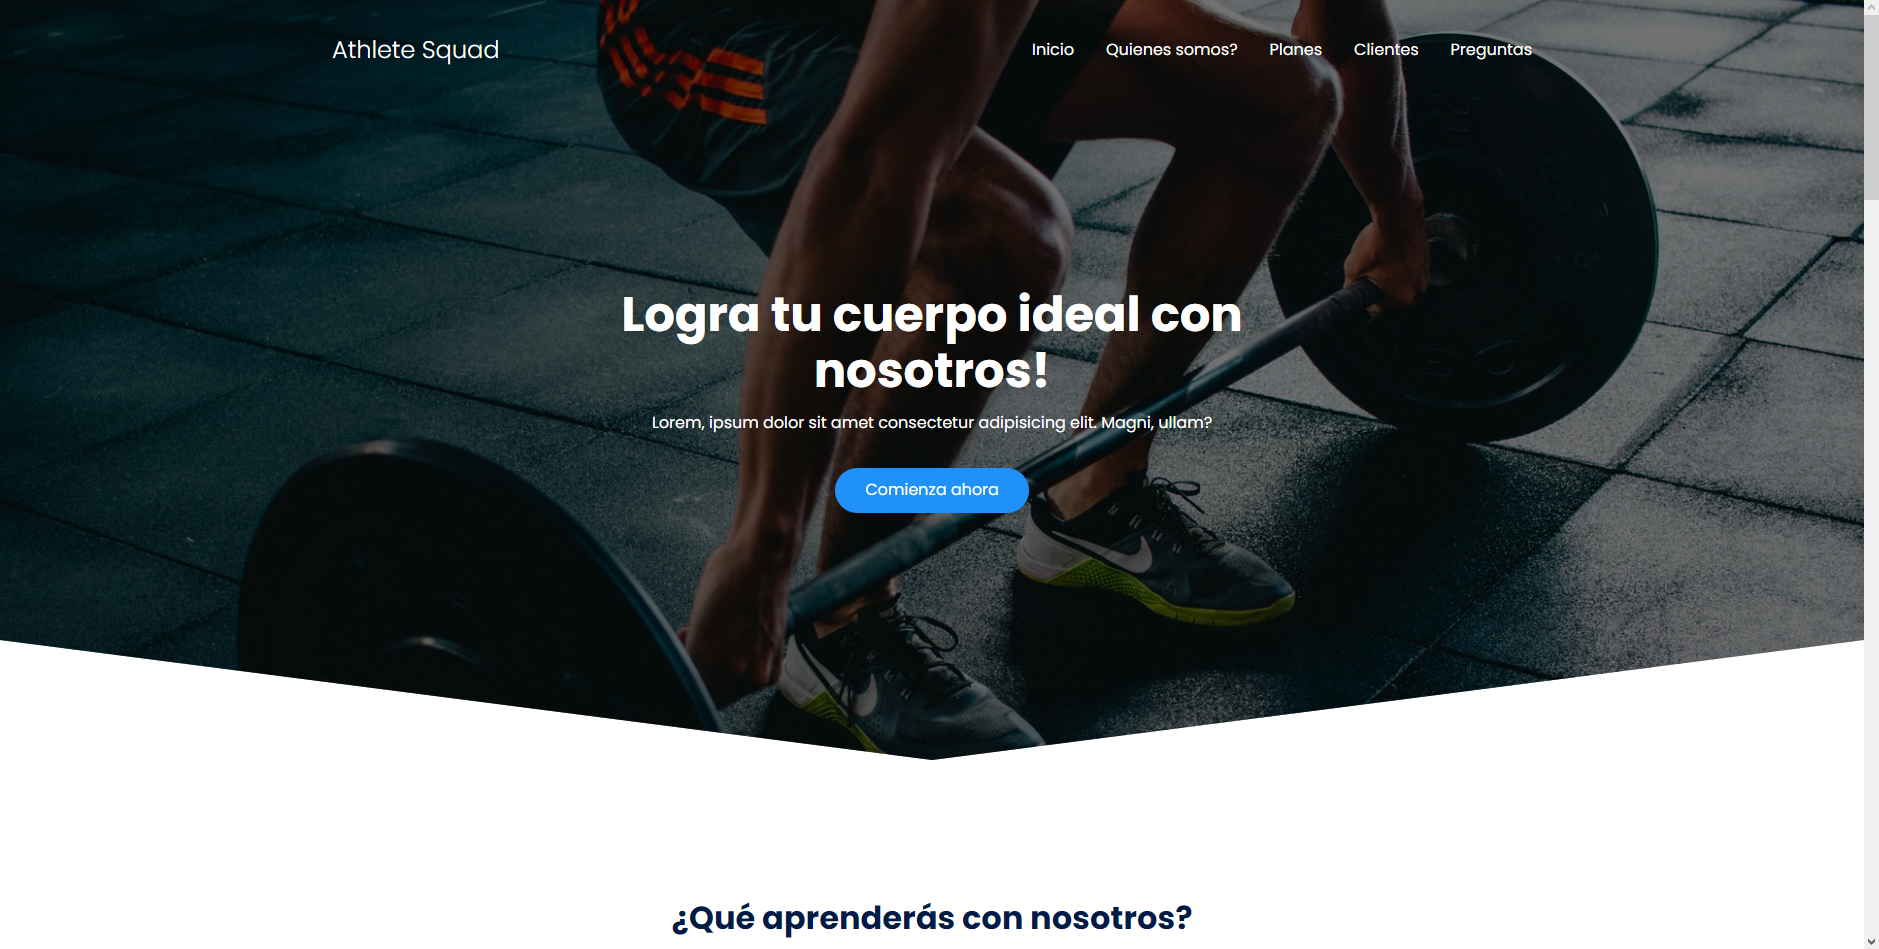 Athlete Squad
Inicio Quienes somos? Planes Clientes Preguntas
Logra tu cuerpo ideal con
nosotros!
Lorem, ipsum dolor sit amet consectetur adipisicing elit. Magni, ullam?
Comienza ahora
¿Qué aprenderás con nosotros?